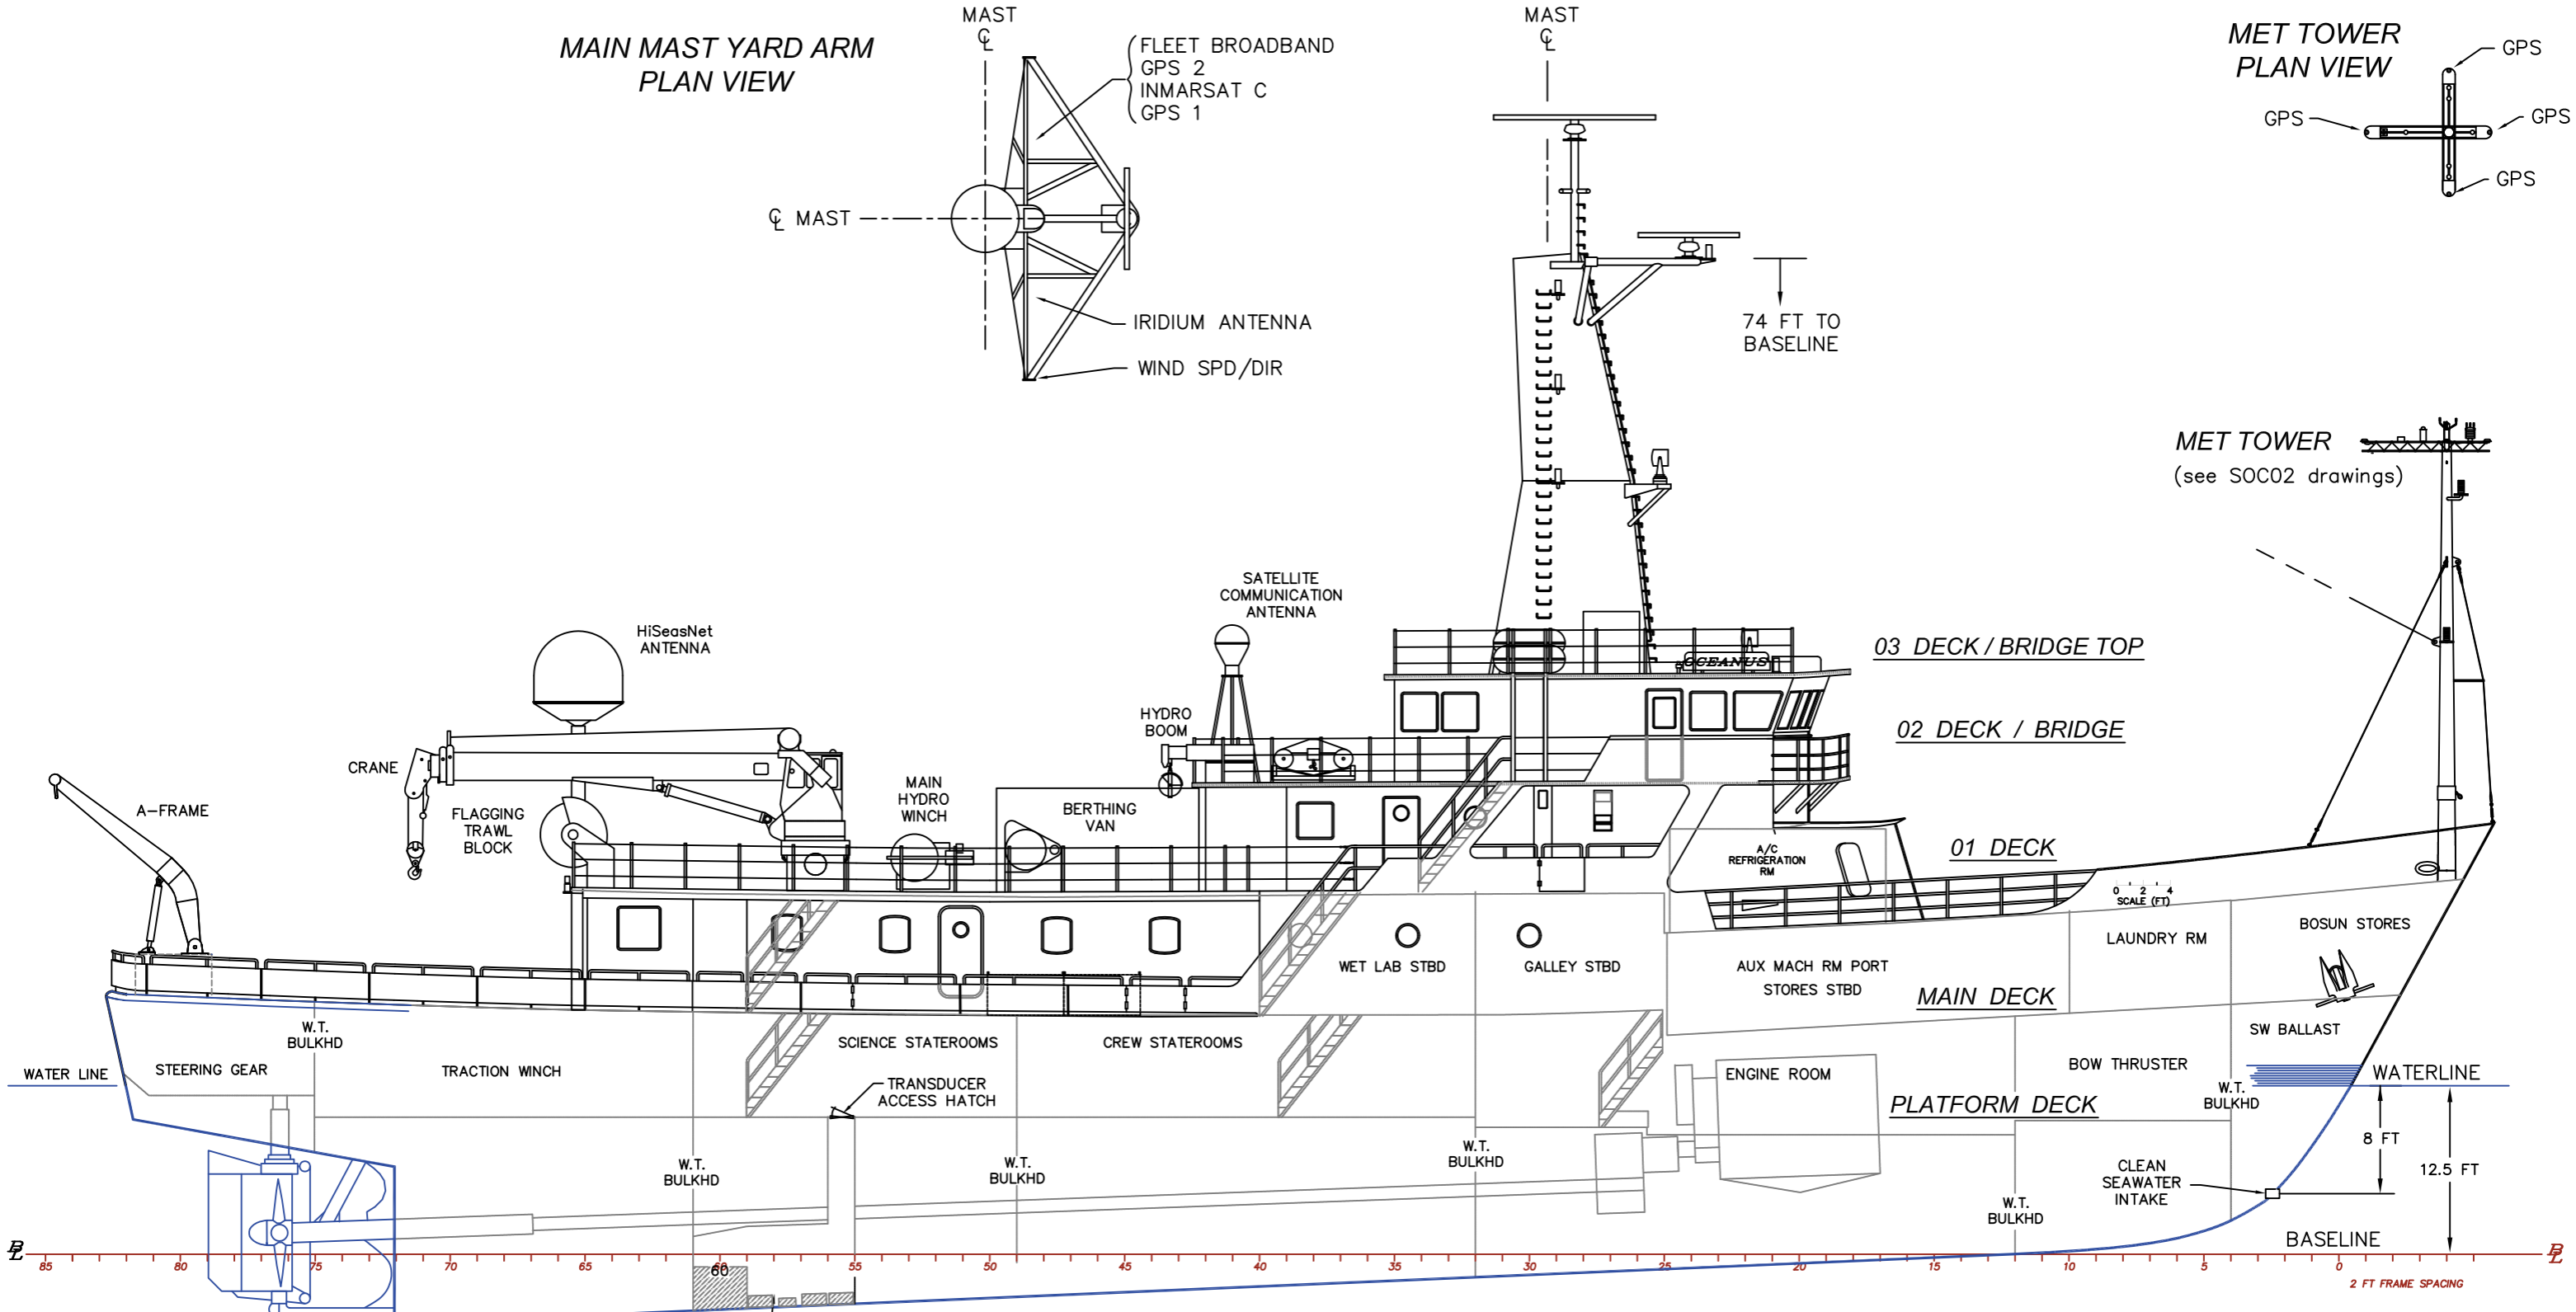 MAIN MAST YARD ARM
PLAN VIEW
MAST
℄
℄ MAST
FLEET BROADBAND
GPS 2
INMARSAT C
GPS 1
IRIDIUM ANTENNA
WIND SPD/DIR
MAST
℄
74 FT TO
BASELINE
MET TOWER
PLAN VIEW
GPS
GPS
GPS
GPS
MET TOWER
(see SOC02 drawings)
HiSeasNet
ANTENNA
SATELLITE
COMMUNICATION
ANTENNA
OCEANUS
03 DECK / BRIDGE TOP
HYDRO
BOOM
02 DECK / BRIDGE
CRANE
A-FRAME
FLAGGING
TRAWL
BLOCK
MAIN
HYDRO
WINCH
BERTHING
VAN
A/C
REFRIGERATION
RM
01 DECK
0 2 4
SCALE (FT)
WET LAB STBD
GALLEY STBD
AUX MACH RM PORT
STORES STBD
LAUNDRY RM
BOSUN STORES
MAIN DECK
W.T.
BULKHD
SCIENCE STATEROOMS
CREW STATEROOMS
SW BALLAST
WATER LINE
STEERING GEAR
TRACTION WINCH
TRANSDUCER
ACCESS HATCH
ENGINE ROOM
BOW THRUSTER
WATERLINE
W.T.
BULKHD
PLATFORM DECK
8 FT
12.5 FT
W.T.
BULKHD
W.T.
BULKHD
W.T.
BULKHD
W.T.
BULKHD
CLEAN
SEAWATER
INTAKE
BASELINE
BL
BL
85 80 75 70 65 60 55 50 45 40 35 30 25 20 15 10 5 0
60
2 FT FRAME SPACING